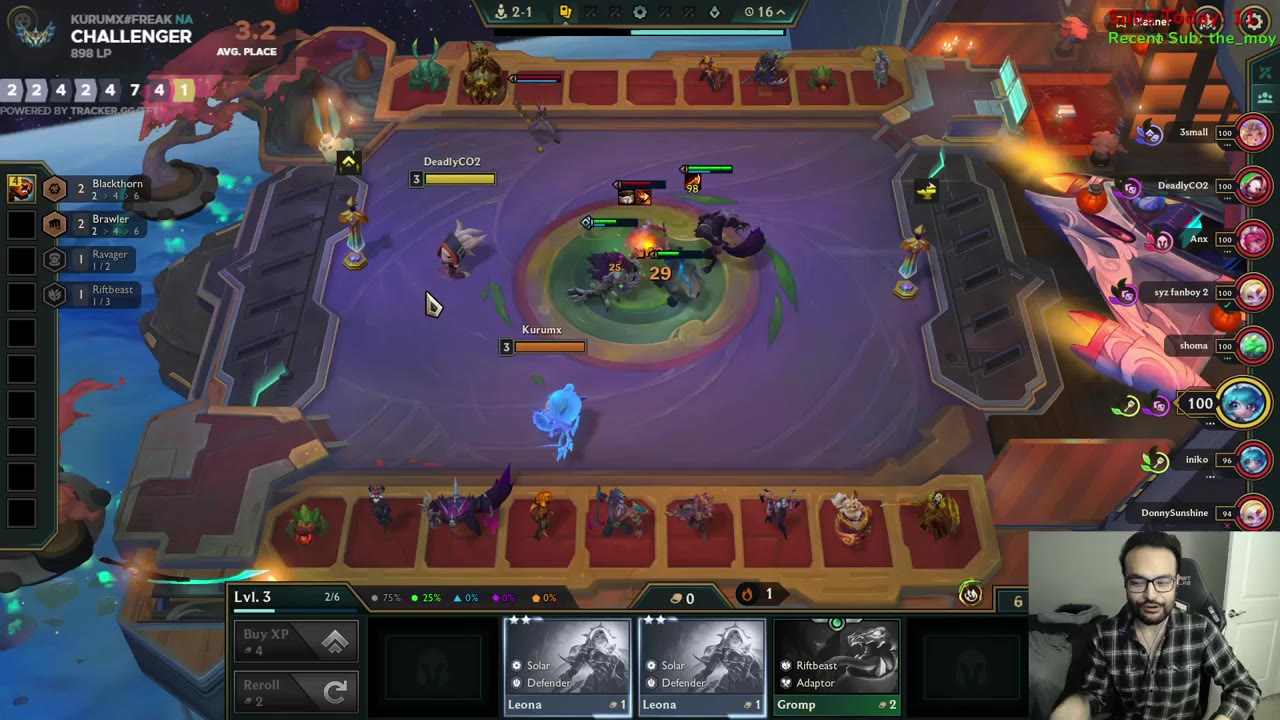 KURUMX#FREAK NA
CHALLENGER
898 LP
3.2
AVG. PLACE
2 2 4 2 4 7 4 1
POWERED BY TRACKER.GG/TFT
2-1
16
Planner
Subs Today: 11
Recent Sub: the_moy
2 Blackthorn
2 > 4 > 6
2 Brawler
2 > 4 > 6
1 Ravager
1 / 2
1 Riftbeast
1 / 3
DeadlyCO2
3
98
25
29
Kurumx
3
3small 100
DeadlyCO2 100
Anx 100
syz fanboy 2 100
shoma 100
100
iniko 96
DonnySunshine 94
Lvl. 3 2/6
75% 25% 0% 0% 0%
0
1
6
Buy XP
4
Reroll
2
Solar
Defender
Leona 1
Solar
Defender
Leona 1
Riftbeast
Adaptor
Gromp 2